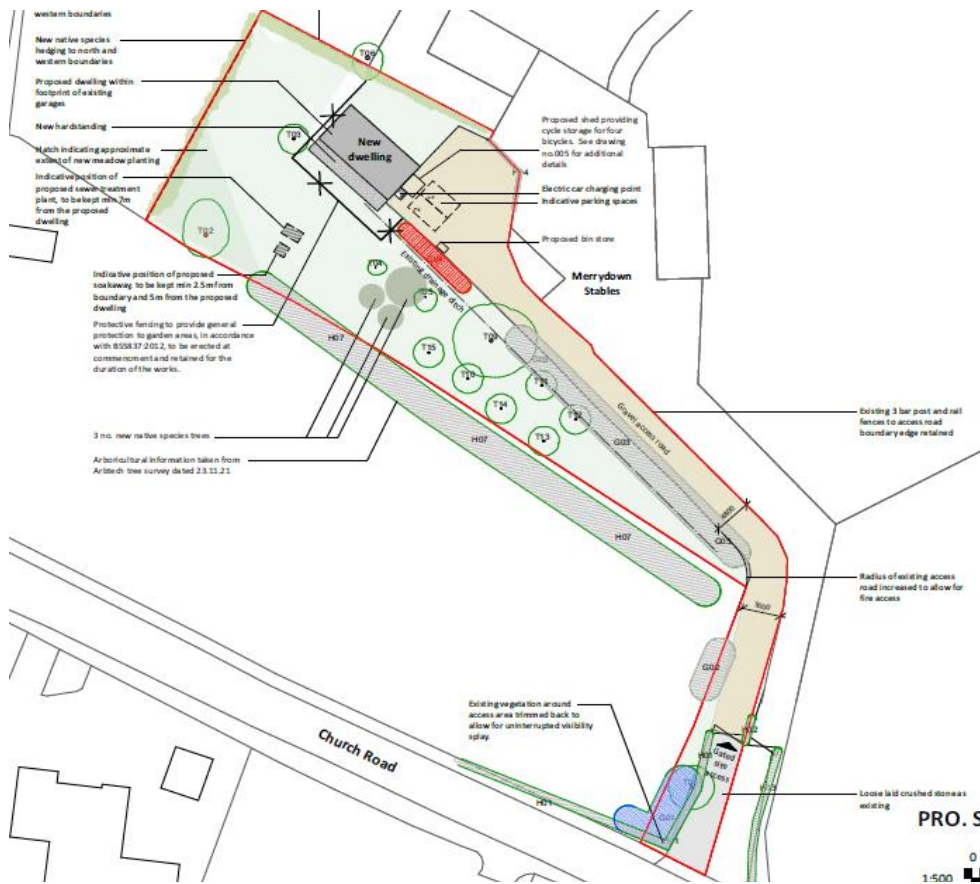 western boundaries
New native species
hedging to north and
western boundaries
Proposed dwelling within
footprint of existing
garages
New hardstanding
Hatch indicating approximate
extent of new meadow planting
Indicative position of
proposed sewer treatment
plant, to be kept min 7m
from the proposed
dwelling
Indicative position of proposed
soakaway, to be kept min 2.5m from
boundary and 5m from the proposed
dwelling
Protective fencing to provide general
protection to garden areas, in accordance
with BS5837:2012, to be erected at
commencment and retained for the
duration of the works.
3 no. new native species trees
Arboricultural information taken from
Arbtech tree survey dated 23.11.21
T06
T03
New
dwelling
T02
Proposed shed providing
cycle storage for four
bicycles. See drawing
no.005 for additional
details
Electric car charging point
Indicative parking spaces
Proposed bin store
Merrydown
Stables
G04
Existing drainage ditch
T04
T15
T10
T11
T14
T12
T13
H07
H07
H07
G03
Gravel access road
4800
G03
Existing 3 bar post and rail
fences to access road
boundary edge retained
Radius of existing access
road increased to allow for
fire access
5000
G02
Existing vegetation around
access area trimmed back to
allow for uninterrupted visibility
splay.
H02
Gated
site
access
Church Road
H01
G01
Loose laid crushed stone as
existing
PRO. S
0
1:500